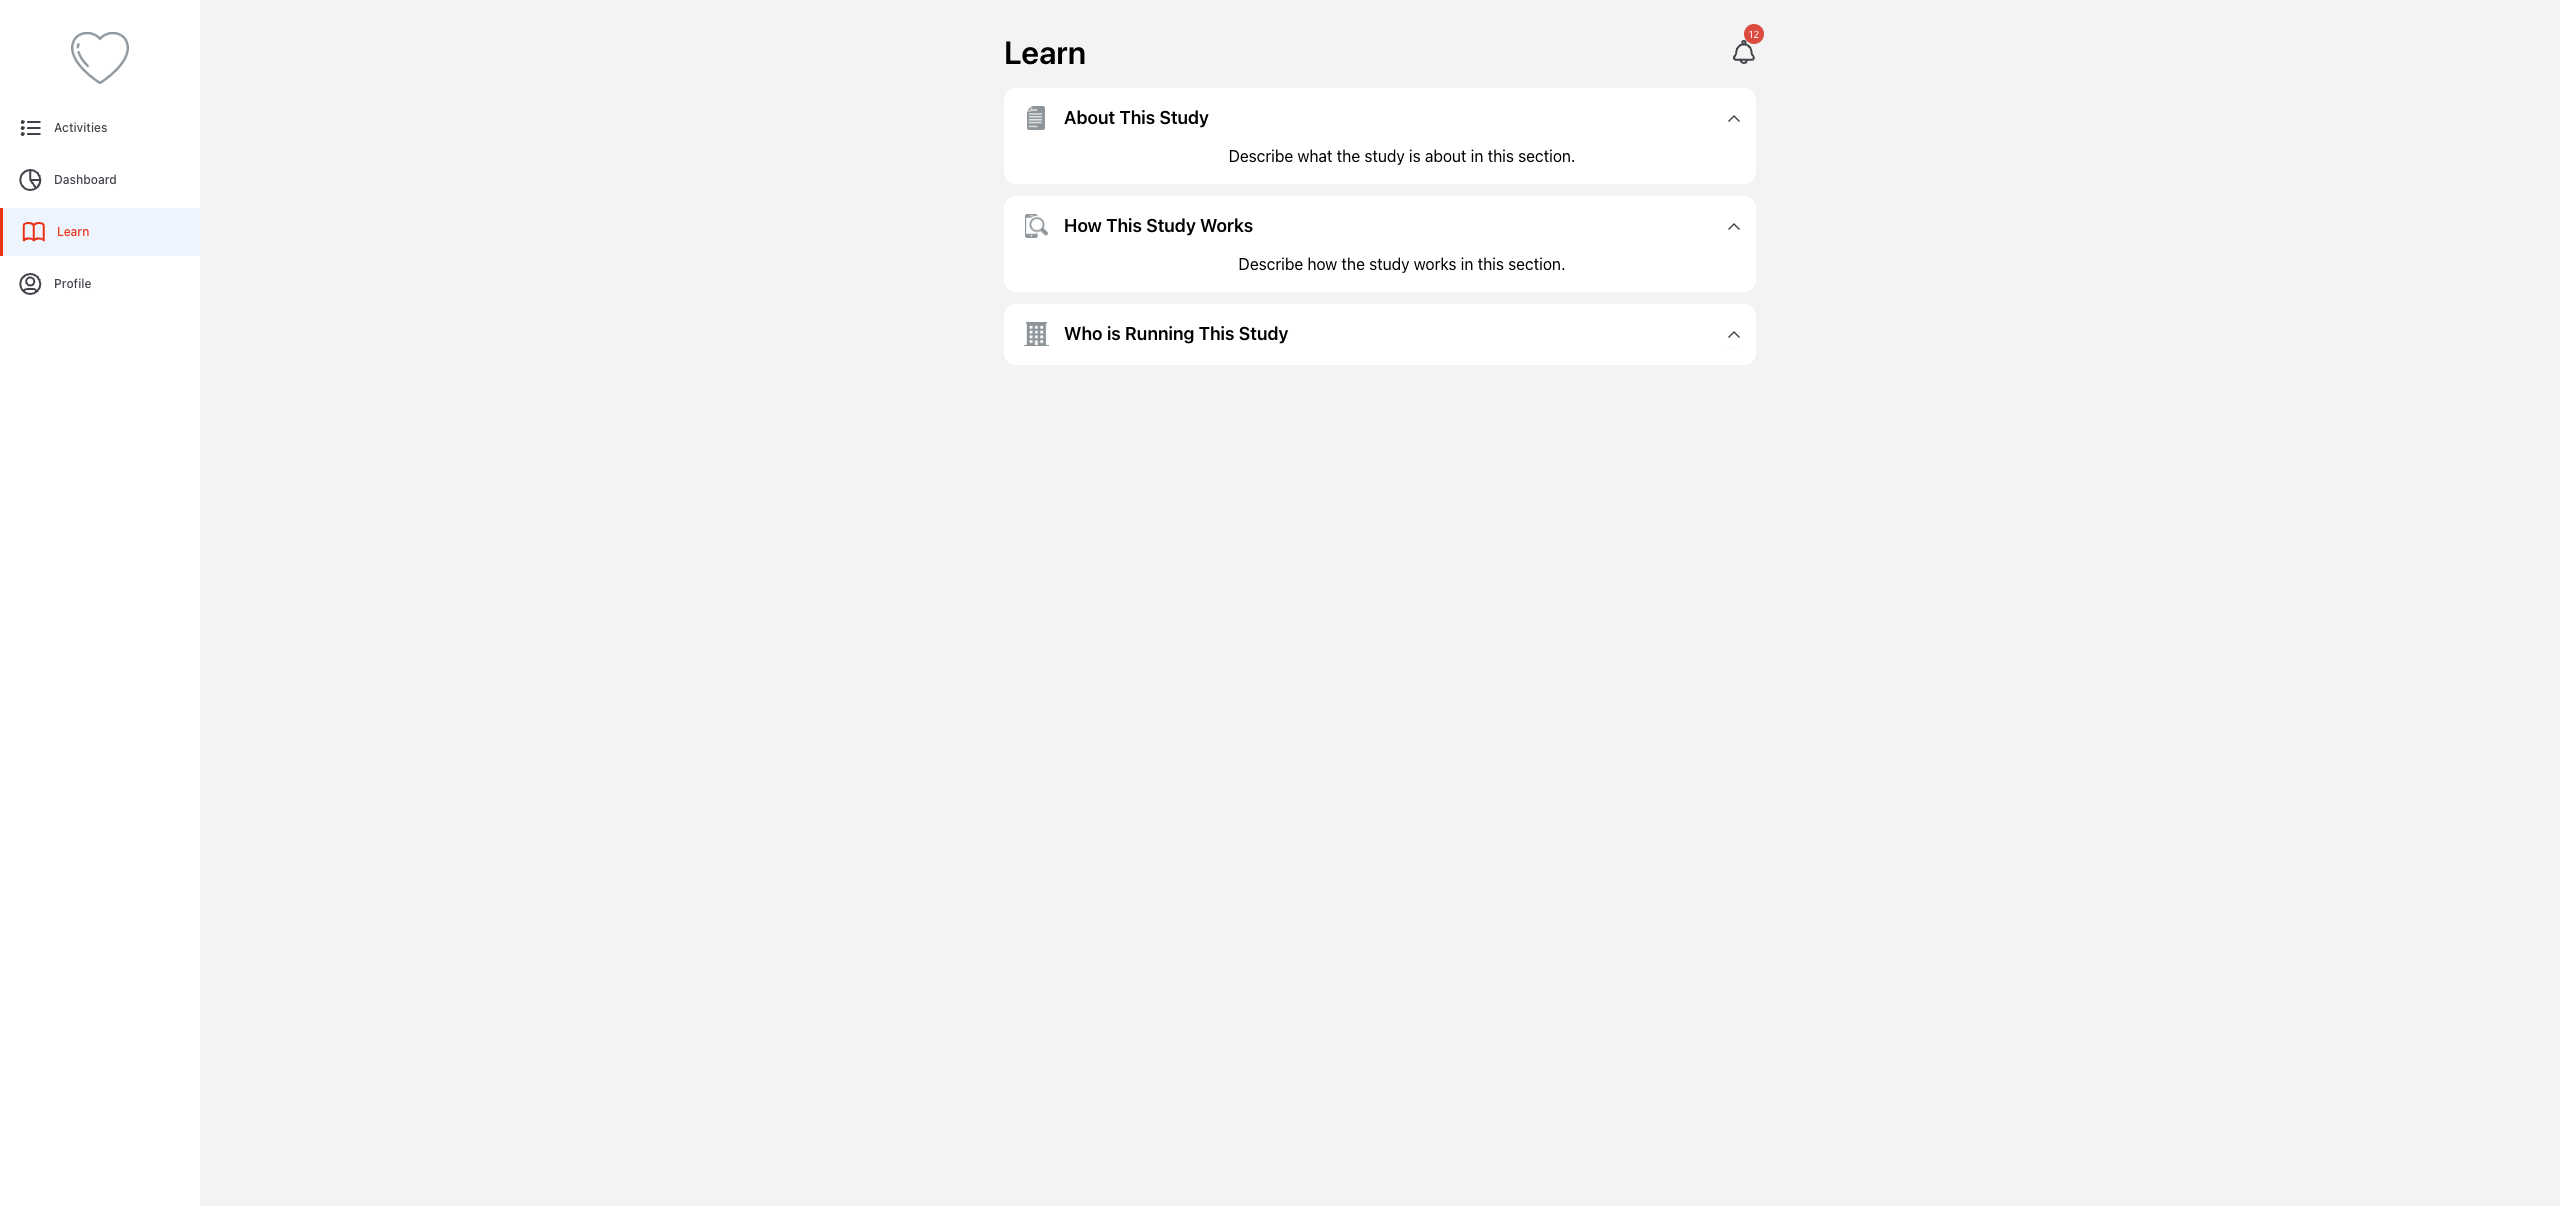 Activities
Dashboard
Learn
Profile
Learn
12
About This Study
Describe what the study is about in this section.
How This Study Works
Describe how the study works in this section.
Who is Running This Study